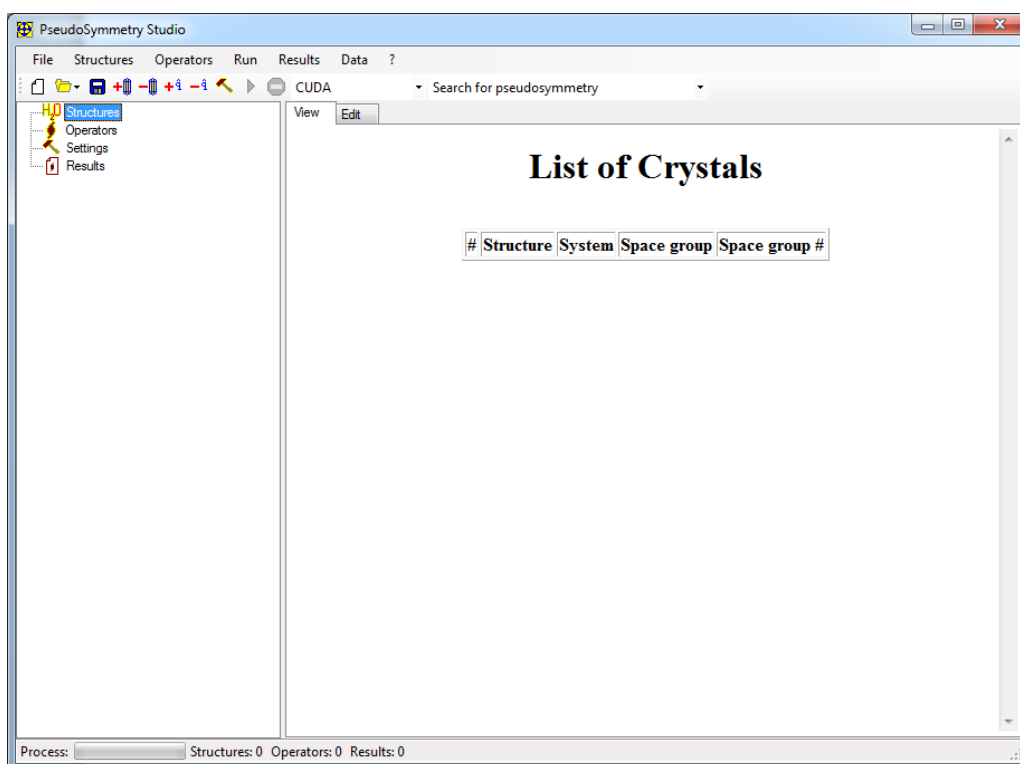 PseudoSymmetry Studio
File Structures Operators Run Results Data ?
CUDA Search for pseudosymmetry
H₂O Structures
Operators
Settings
Results
View Edit
List of Crystals
# Structure System Space group Space group #
Process: Structures: 0 Operators: 0 Results: 0